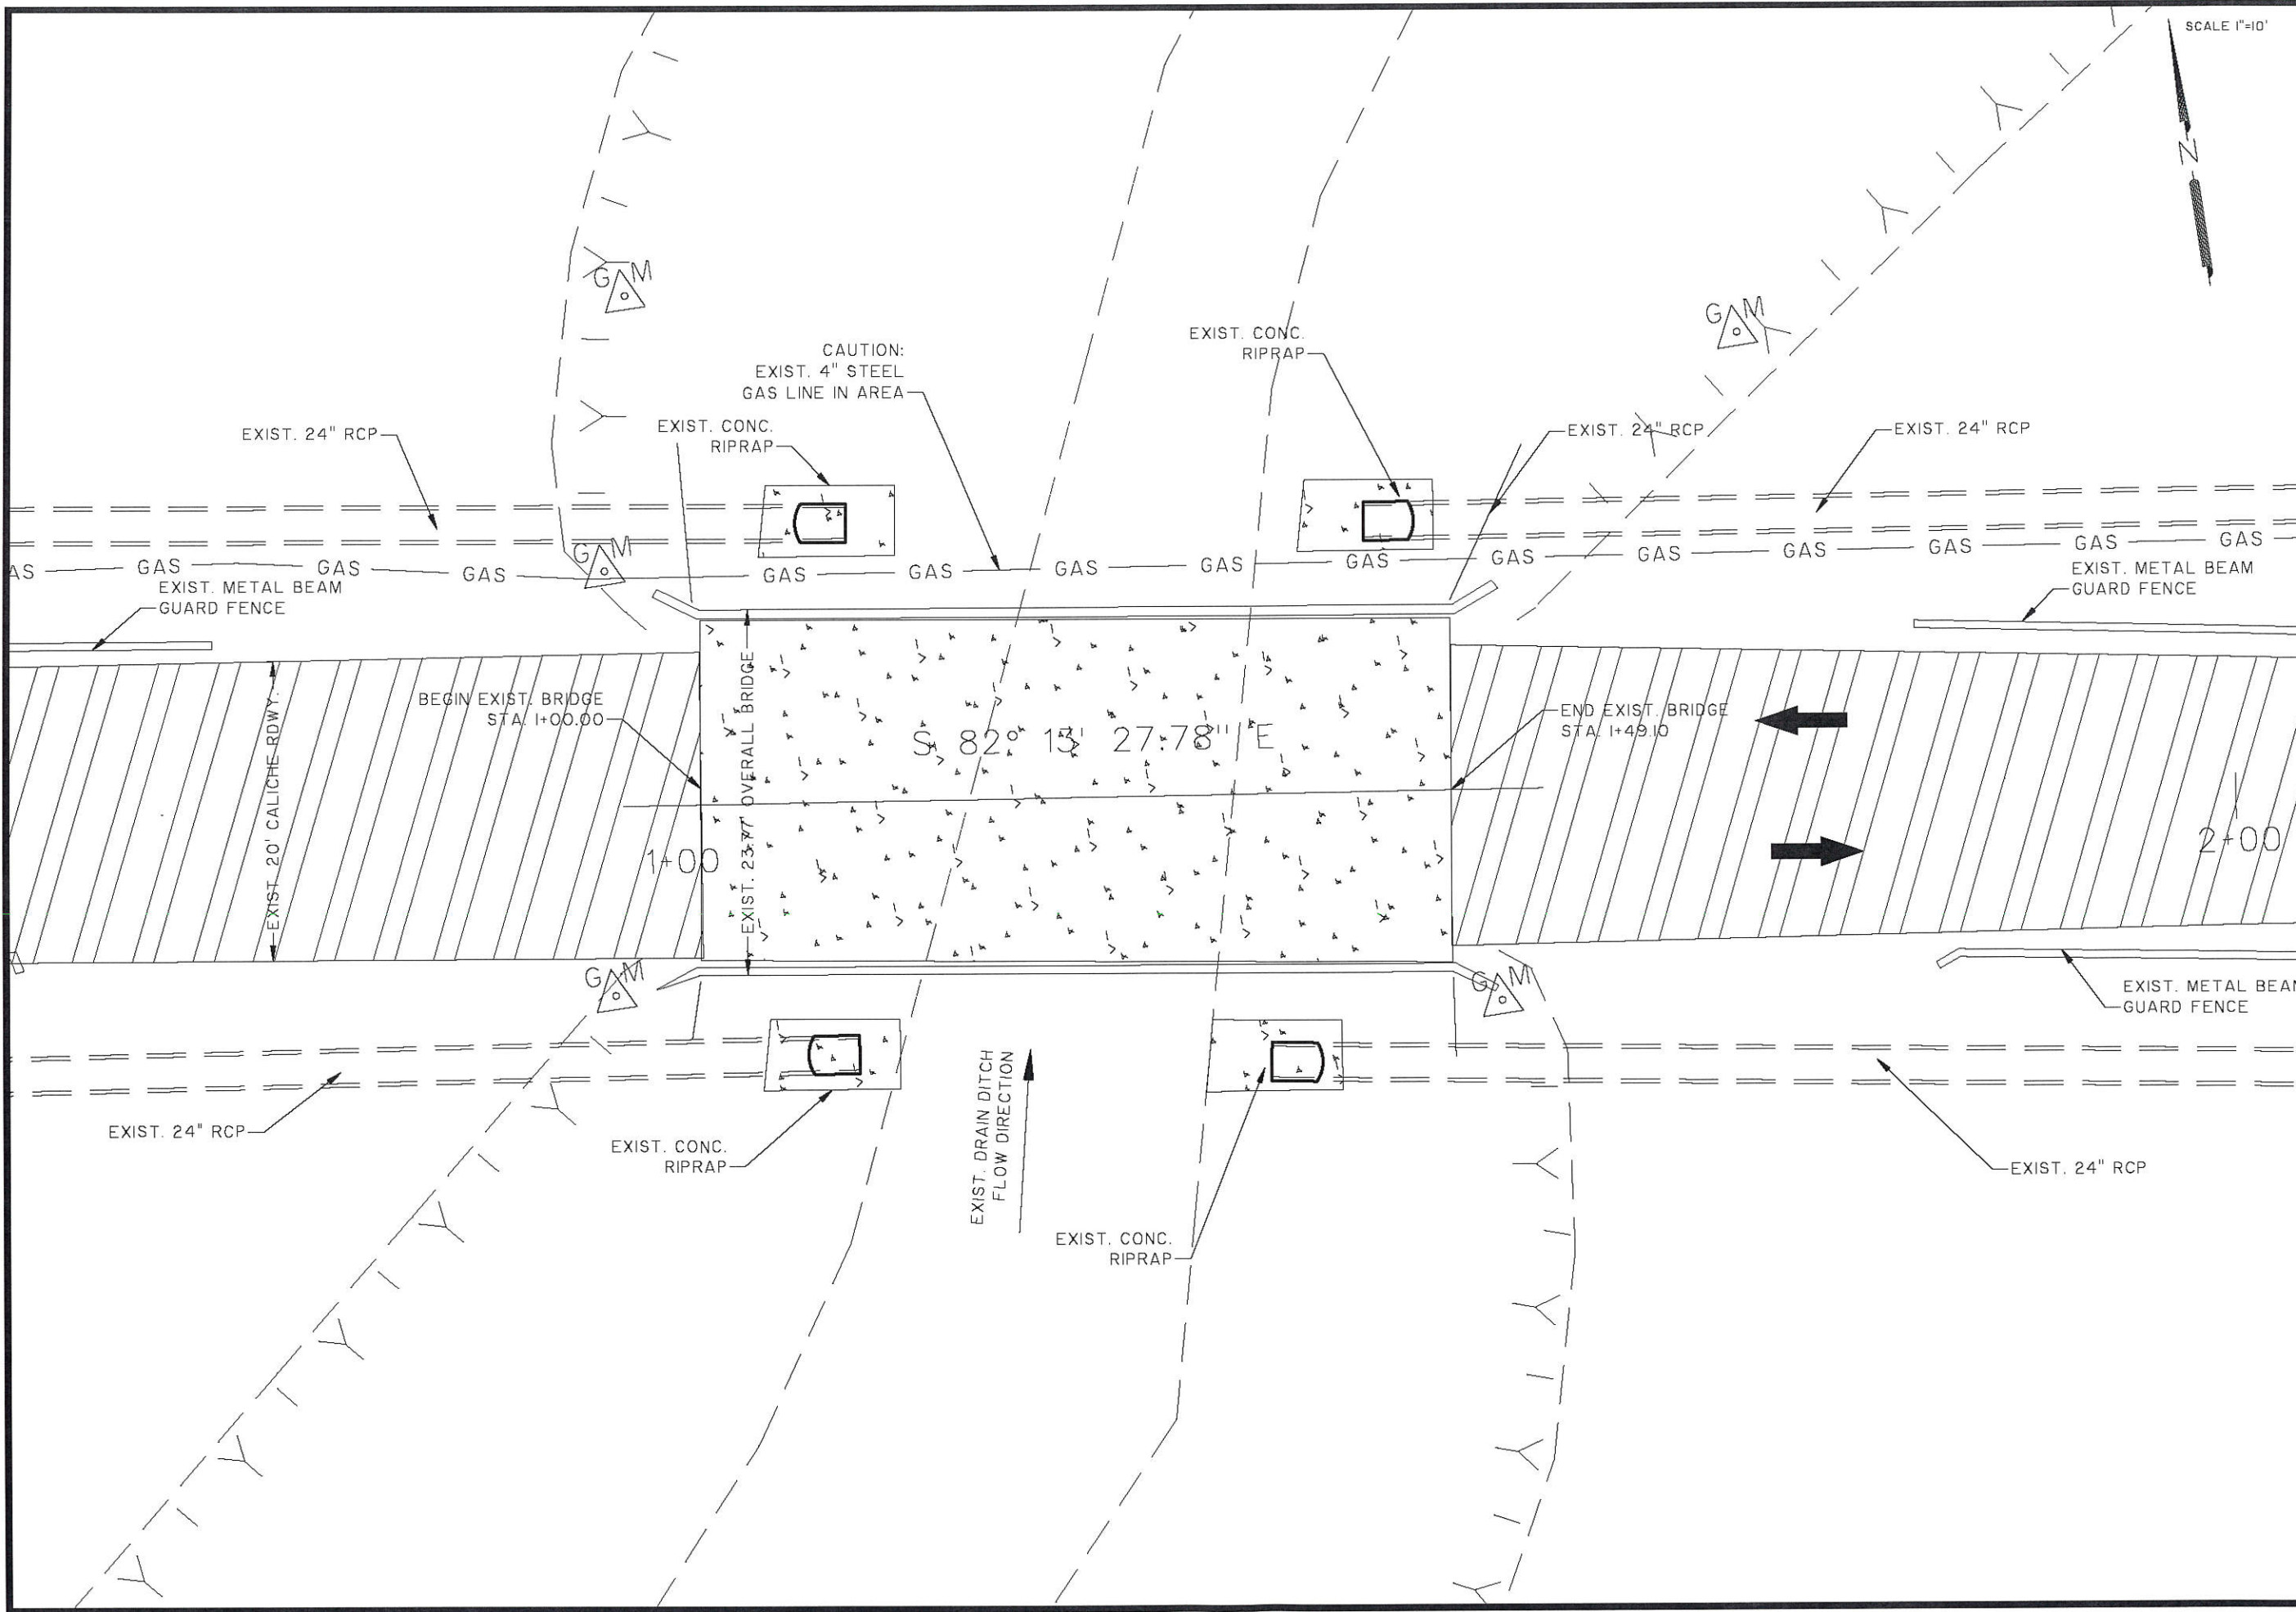 SCALE 1"=10'
N
G M
G M
CAUTION:
EXIST. 4" STEEL
GAS LINE IN AREA
EXIST. CONC.
RIPRAP
EXIST. 24" RCP
EXIST. CONC.
RIPRAP
EXIST. 24" RCP
EXIST. 24" RCP
G M
AS GAS GAS GAS GAS GAS GAS GAS GAS GAS GAS GAS GAS GAS GAS
EXIST. METAL BEAM
GUARD FENCE
EXIST. METAL BEAM
GUARD FENCE
EXIST. 20' CALICHE RDWY.
BEGIN EXIST. BRIDGE
STA. 1+00.00
EXIST. 23.77' OVERALL BRIDGE
S 82° 13' 27.78" E
END EXIST. BRIDGE
STA. 1+49.10
1+00
2+00
G M
G M
EXIST. METAL BEA
GUARD FENCE
EXIST. 24" RCP
EXIST. CONC.
RIPRAP
EXIST. DRAIN DITCH
FLOW DIRECTION
EXIST. CONC.
RIPRAP
EXIST. 24" RCP